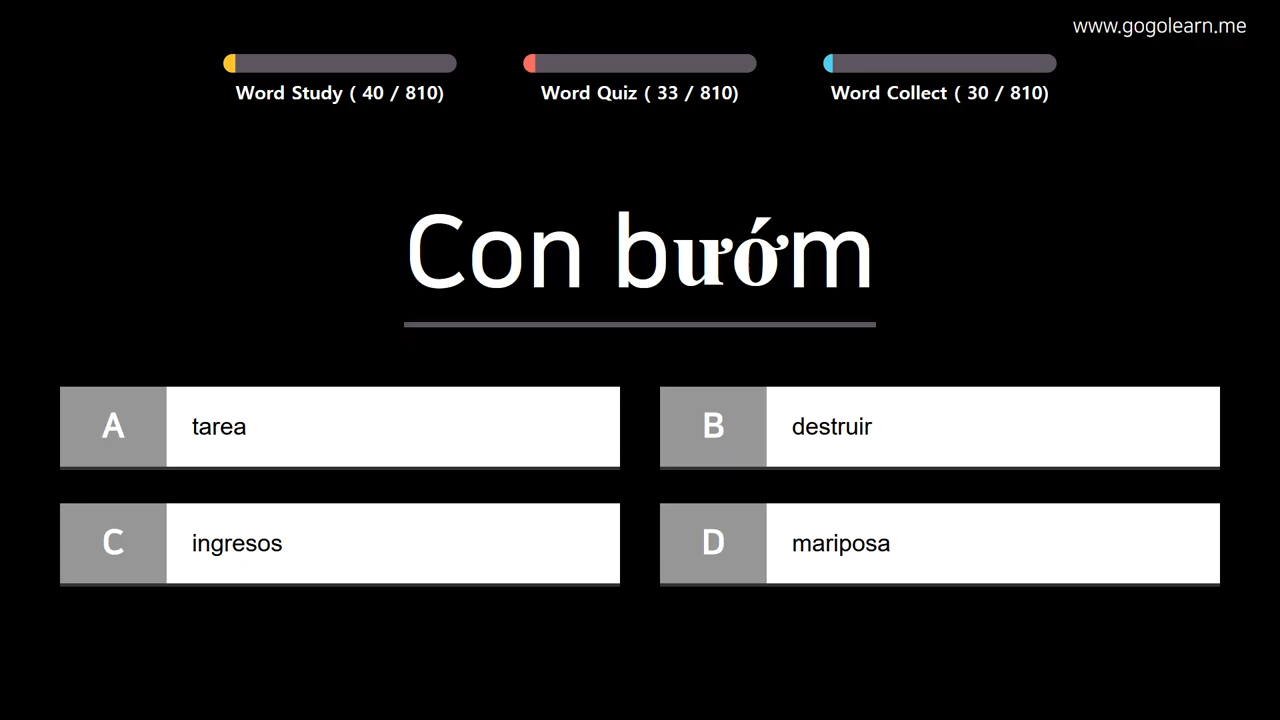 www.gogolearn.me
Word Study ( 40 / 810)
Word Quiz ( 33 / 810)
Word Collect ( 30 / 810)
Con bướm
A tarea
B destruir
C ingresos
D mariposa